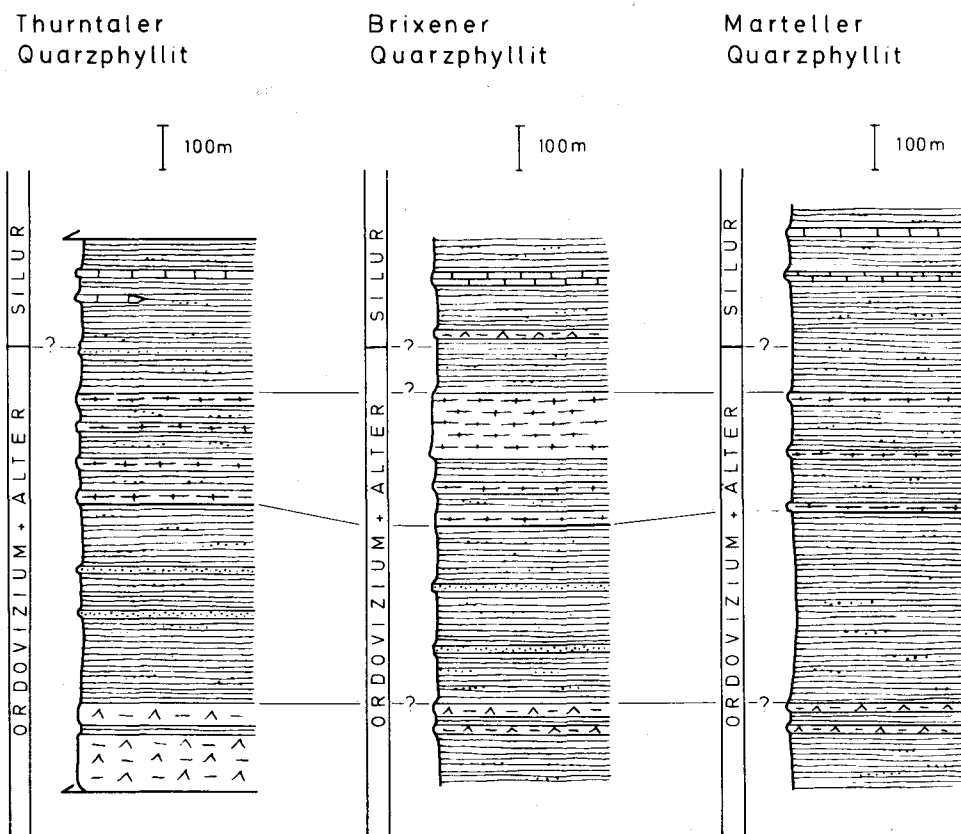 Thurntaler
Quarzphyllit
Brixener
Quarzphyllit
Marteller
Quarzphyllit
100m
100m
100m
SILUR
ORDOVIZIUM + ÄLTER
?
SILUR
ORDOVIZIUM + ÄLTER
?
?
?
SILUR
ORDOVIZIUM + ÄLTER
?
?